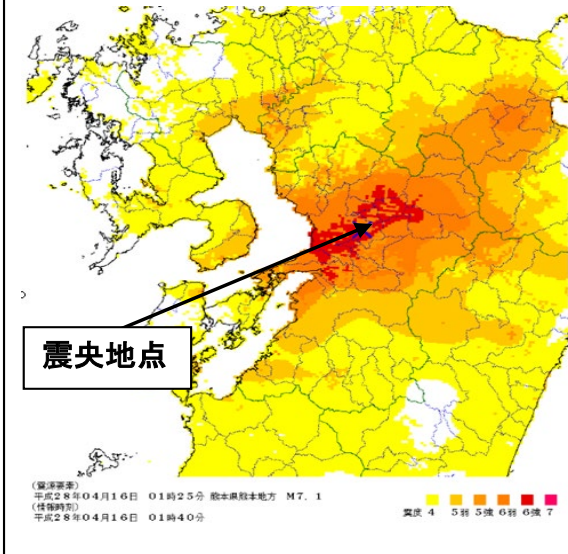 震央地点
(震源要素)
平成28年04月16日 01時25分 熊本県熊本地方 M7.1
(情報時刻)
平成28年04月16日 01時40分
震度 4 5弱 5強 6弱 6強 7